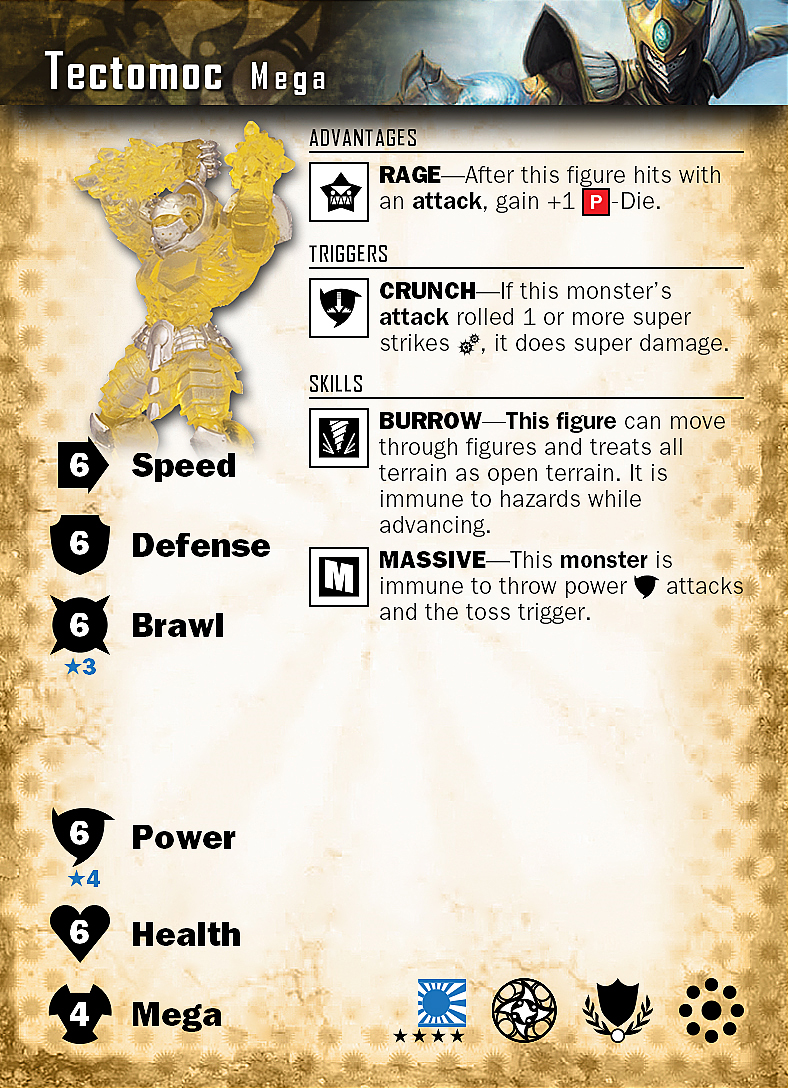 Tectomoc Mega
ADVANTAGES
RAGE—After this figure hits with
an attack, gain +1 P-Die.
TRIGGERS
CRUNCH—If this monster's
attack rolled 1 or more super
strikes, it does super damage.
SKILLS
BURROW—This figure can move
through figures and treats all
terrain as open terrain. It is
immune to hazards while
advancing.
M
MASSIVE—This monster is
immune to throw power attacks
and the toss trigger.
6 Speed
6 Defense
6 Brawl
★3
6 Power
★4
6 Health
4 Mega
★★★★